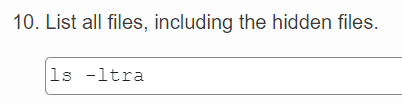 10. List all files, including the hidden files.
ls -ltra